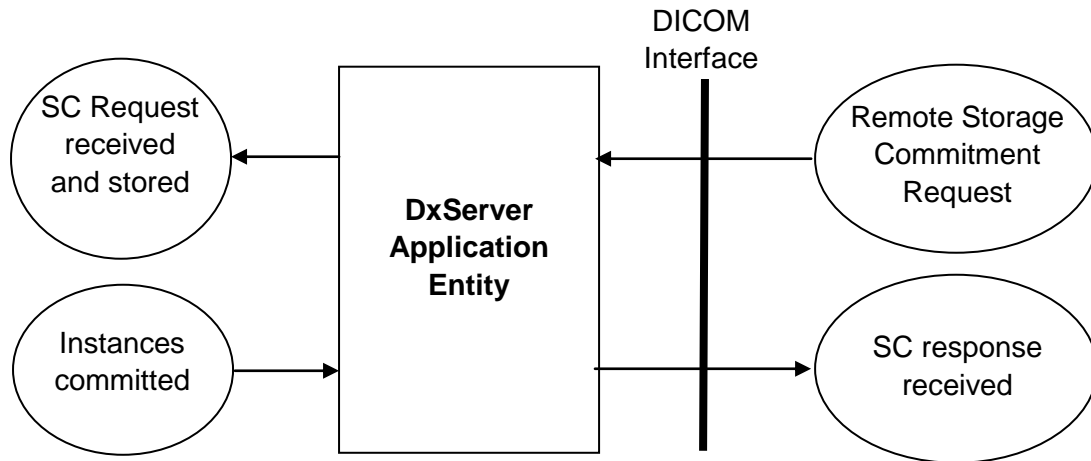 DICOM
Interface
SC Request
received
and stored
Remote Storage
Commitment
Request
DxServer
Application
Entity
Instances
committed
SC response
received